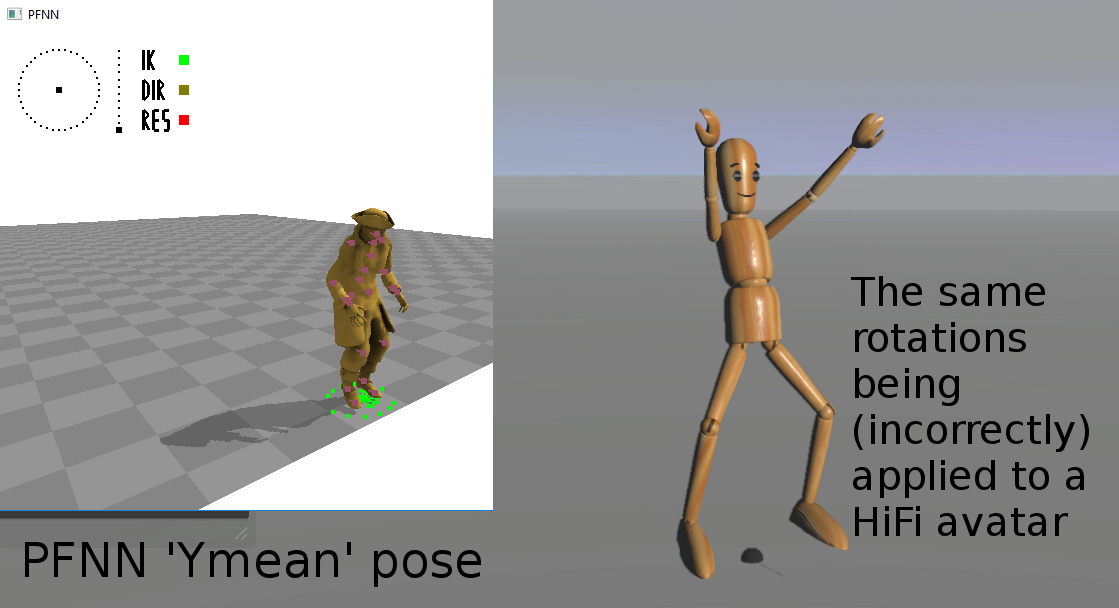 PFNN
IK
DIR
RES
PFNN 'Ymean' pose
The same
rotations
being
(incorrectly)
applied to a
HiFi avatar